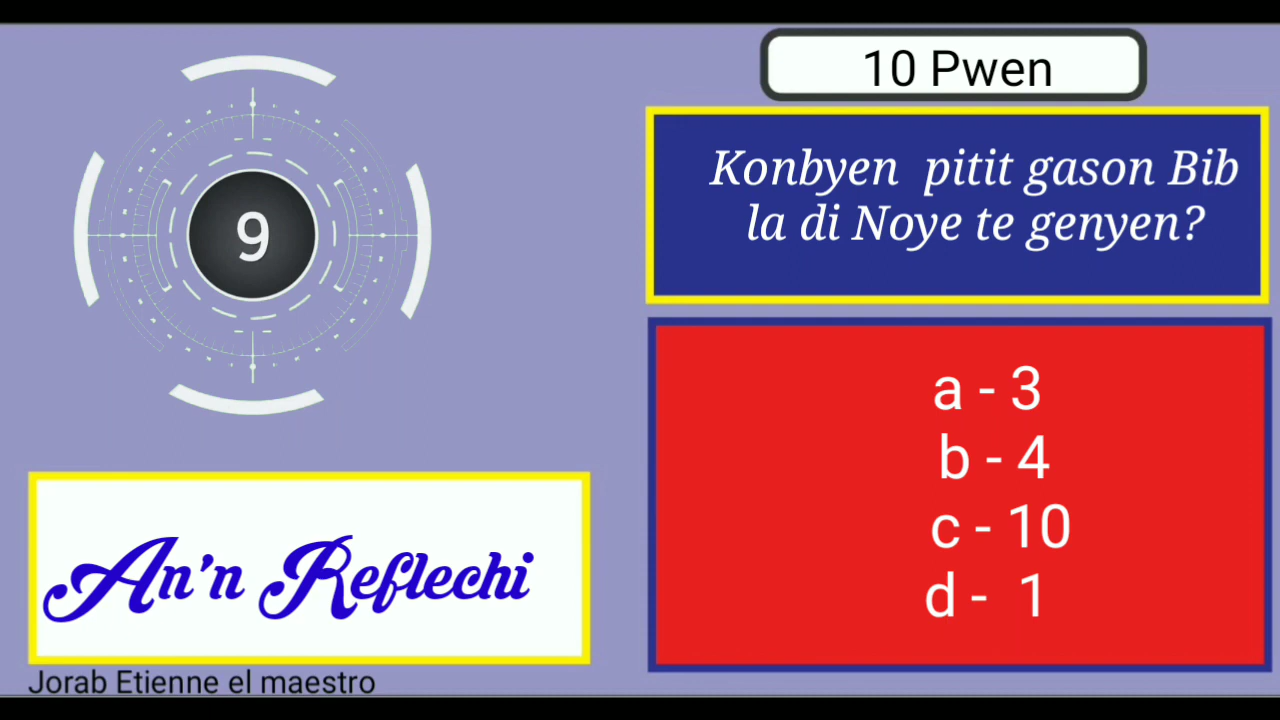 10 Pwen
9
Konbyen pitit gason Bib
la di Noye te genyen?
a - 3
b - 4
c - 10
d - 1
An'n Reflechi
Jorab Etienne el maestro